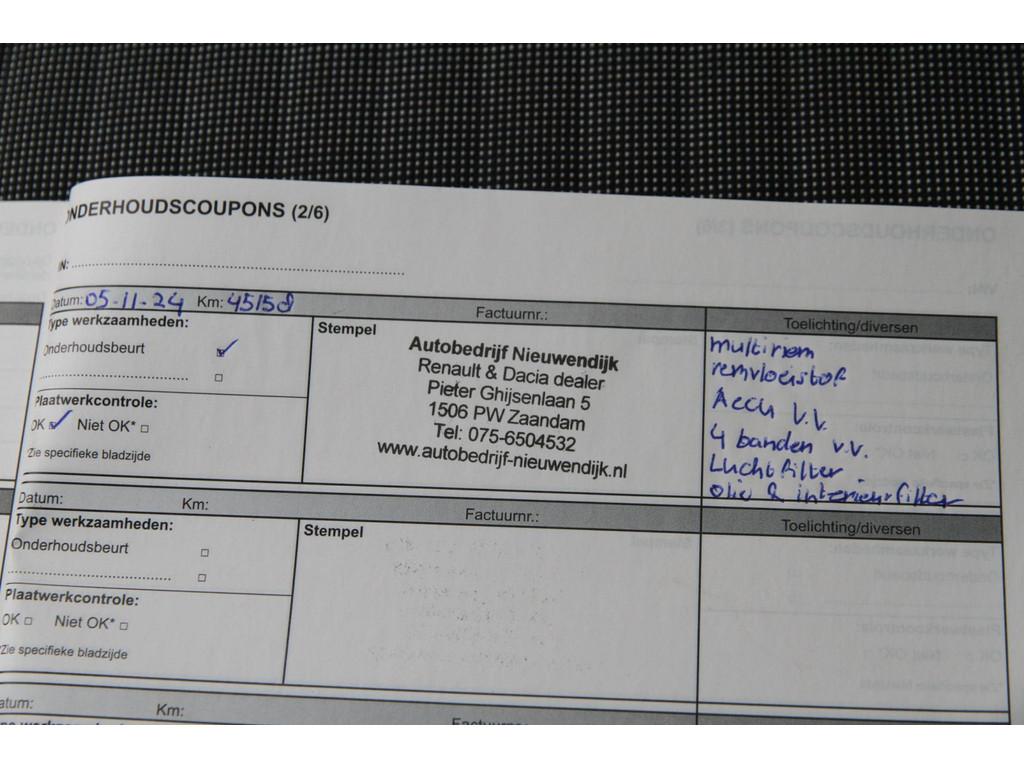 NDERHOUDSCOUPONS (2/6)
IN:
Datum: 05-11-24 Km: 45158 Factuurnr.: Toelichting/diversen
Type werkzaamheden:
Stempel
Onderhoudsbeurt
Plaatwerkcontrole:
OK Niet OK*
*Zie specifieke bladzijde
Autobedrijf Nieuwendijk
Renault & Dacia dealer
Pieter Ghijsenlaan 5
1506 PW Zaandam
Tel: 075-6504532
www.autobedrijf-nieuwendijk.nl
multiriem
remvloeistof
Accu v.v.
4 banden v.v.
Luchtfilter
olie & interieurfilter
Datum: Km: Factuurnr.: Toelichting/diversen
Type werkzaamheden:
Stempel
Onderhoudsbeurt
Plaatwerkcontrole:
OK Niet OK*
*Zie specifieke bladzijde
atum: Km: Factuurnr.: